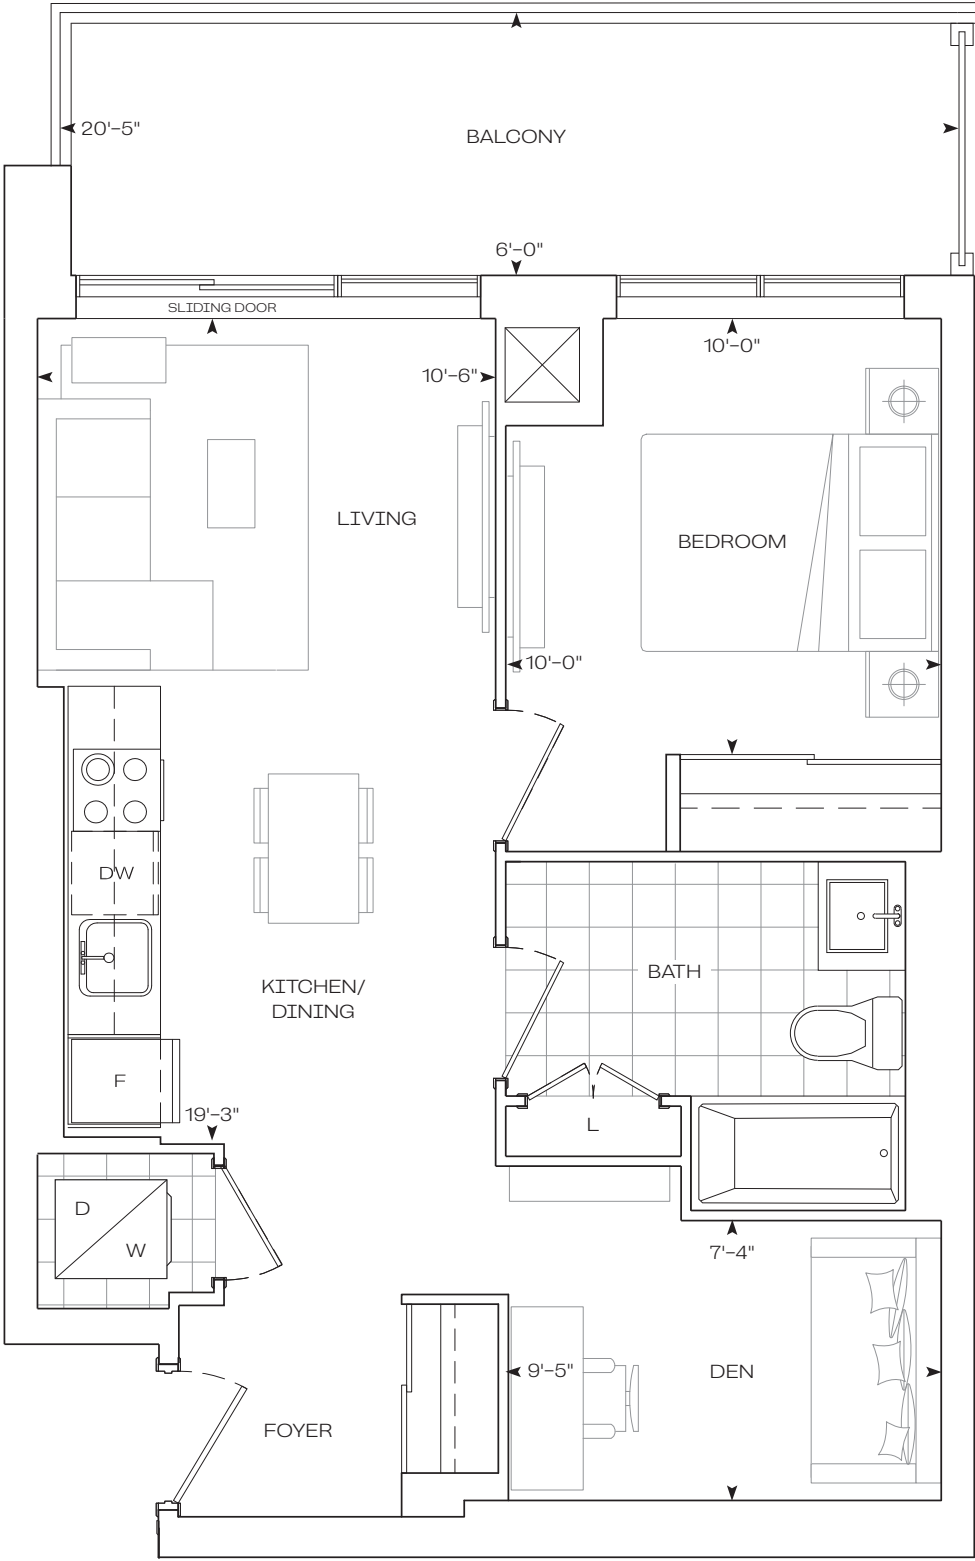 20'-5"
BALCONY
6'-0"
SLIDING DOOR
10'-0"
10'-6"
LIVING
BEDROOM
10'-0"
DW
BATH
KITCHEN/
DINING
F
19'-3"
L
D
W
7'-4"
9'-5"
DEN
FOYER